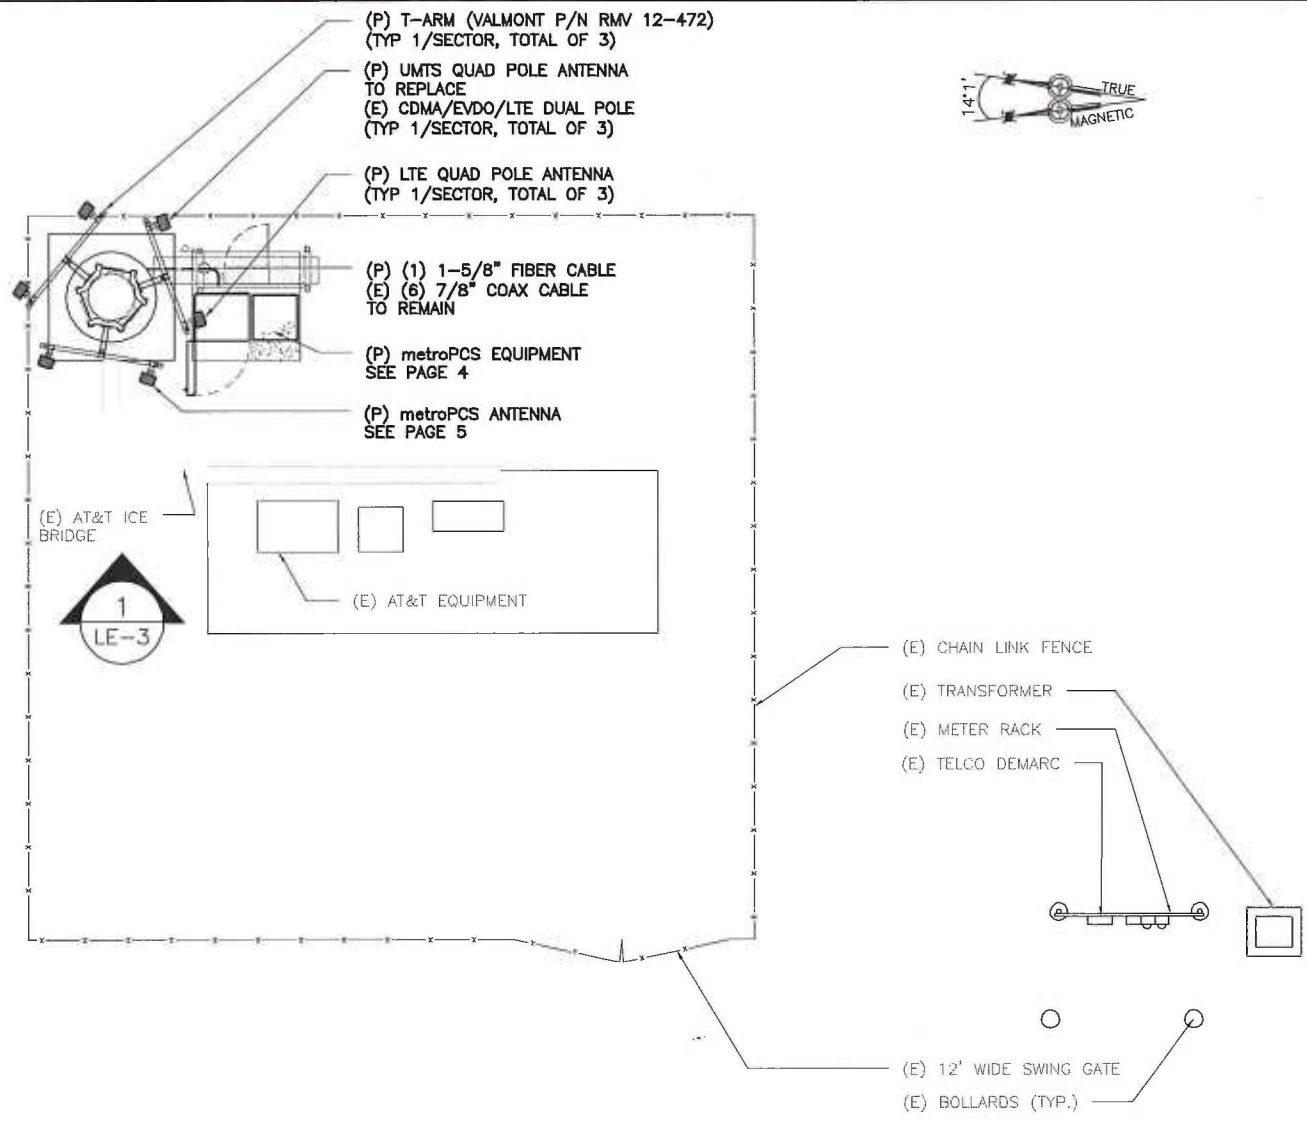 (P) T-ARM (VALMONT P/N RMV 12-472)
(TYP 1/SECTOR, TOTAL OF 3)
(P) UMTS QUAD POLE ANTENNA
TO REPLACE
(E) CDMA/EVDO/LTE DUAL POLE
(TYP 1/SECTOR, TOTAL OF 3)
(P) LTE QUAD POLE ANTENNA
(TYP 1/SECTOR, TOTAL OF 3)
14°1'
TRUE
MAGNETIC
(P) (1) 1-5/8" FIBER CABLE
(E) (6) 7/8" COAX CABLE
TO REMAIN
(P) metroPCS EQUIPMENT
SEE PAGE 4
(P) metroPCS ANTENNA
SEE PAGE 5
(E) AT&T ICE
BRIDGE
1
LE-3
(E) AT&T EQUIPMENT
(E) CHAIN LINK FENCE
(E) TRANSFORMER
(E) METER RACK
(E) TELCO DEMARC
(E) 12' WIDE SWING GATE
(E) BOLLARDS (TYP.)